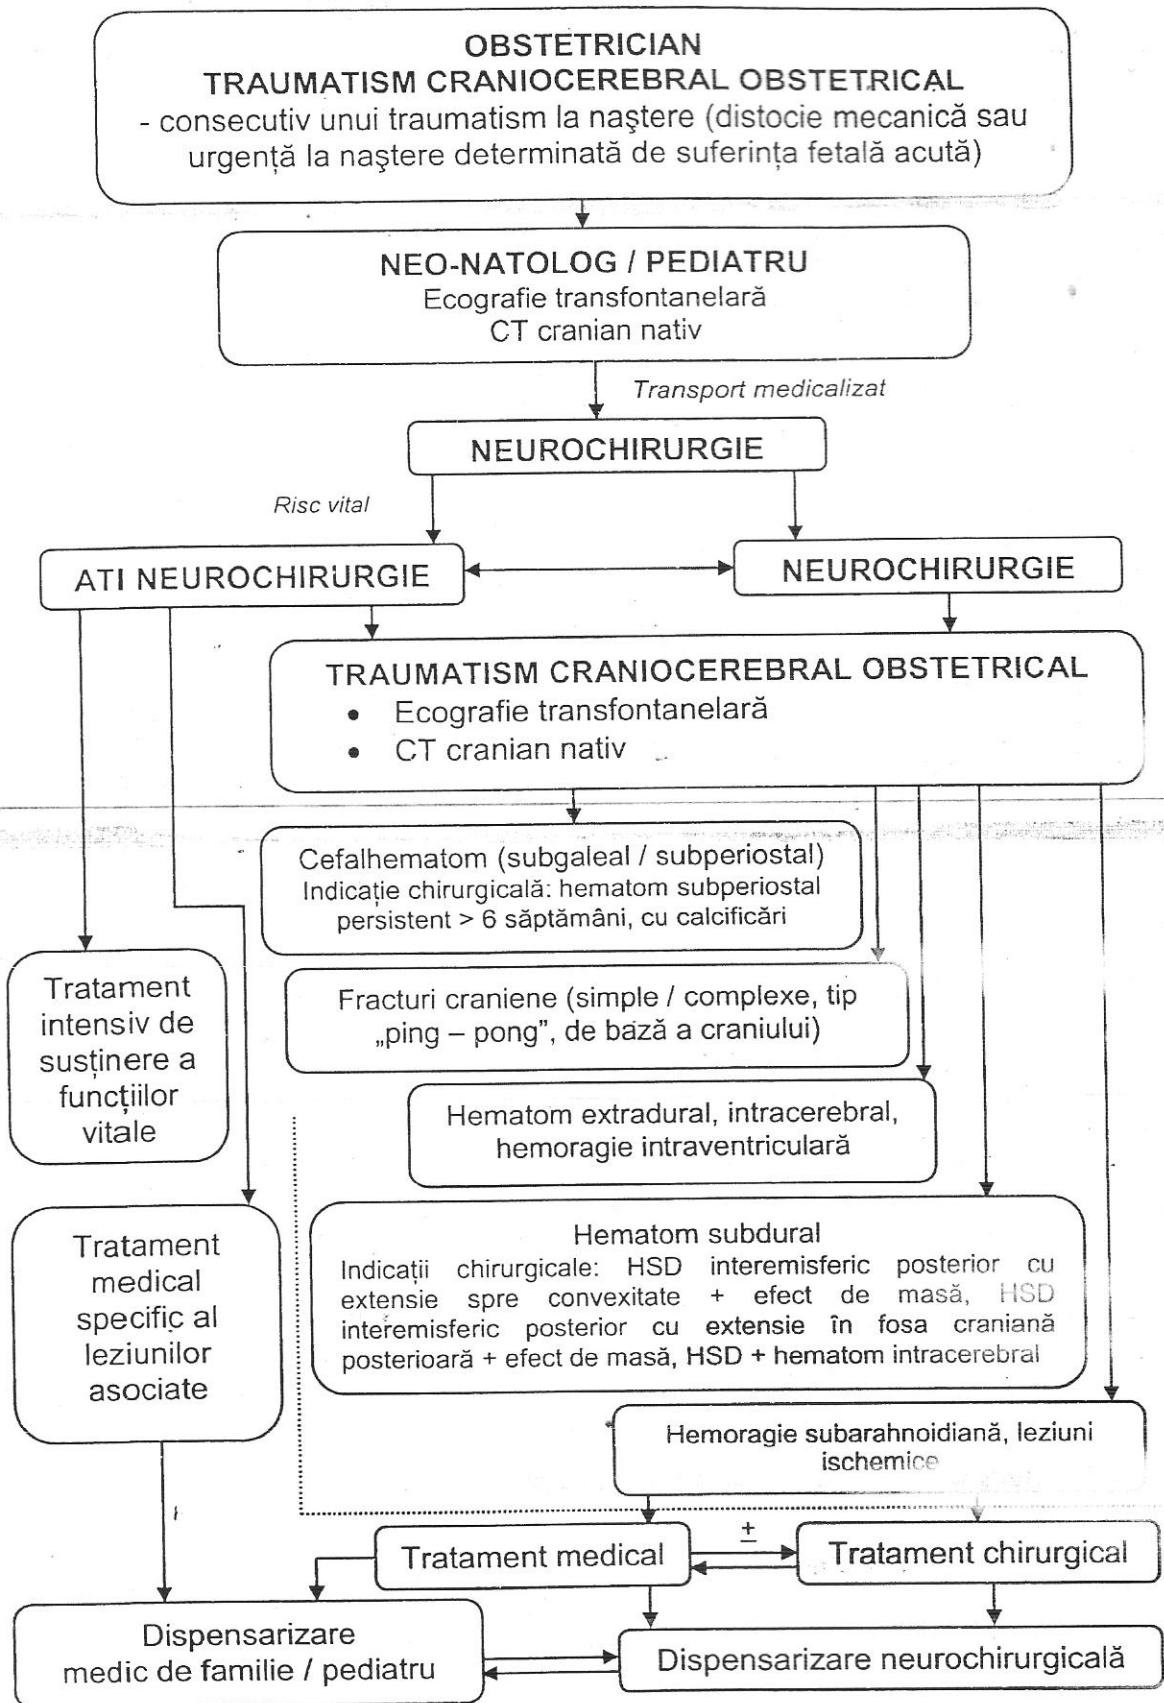 OBSTETRICIAN
TRAUMATISM CRANIOCEREBRAL OBSTETRICAL
- consecutiv unui traumatism la naştere (distocie mecanică sau
urgenţă la naştere determinată de suferinţa fetală acută)
NEO-NATOLOG / PEDIATRU
Ecografie transfontanelară
CT cranian nativ
Transport medicalizat
NEUROCHIRURGIE
Risc vital
ATI NEUROCHIRURGIE
NEUROCHIRURGIE
TRAUMATISM CRANIOCEREBRAL OBSTETRICAL
• Ecografie transfontanelară
• CT cranian nativ
Cefalhematom (subgaleal / subperiostal)
Indicaţie chirurgicală: hematom subperiostal
persistent > 6 săptămâni, cu calcificări
Fracturi craniene (simple / complexe, tip
„ping – pong”, de bază a craniului)
Hematom extradural, intracerebral,
hemoragie intraventriculară
Hematom subdural
Indicaţii chirurgicale: HSD interemisferic posterior cu
extensie spre convexitate + efect de masă, HSD
interemisferic posterior cu extensie în fosa craniană
posterioară + efect de masă, HSD + hematom intracerebral
Hemoragie subarahnoidiană, leziuni
ischemice
Tratament
intensiv de
susţinere a
funcţiilor
vitale
Tratament
medical
specific al
leziunilor
asociate
Tratament medical
±
Tratament chirurgical
Dispensarizare
medic de familie / pediatru
Dispensarizare neurochirurgicală